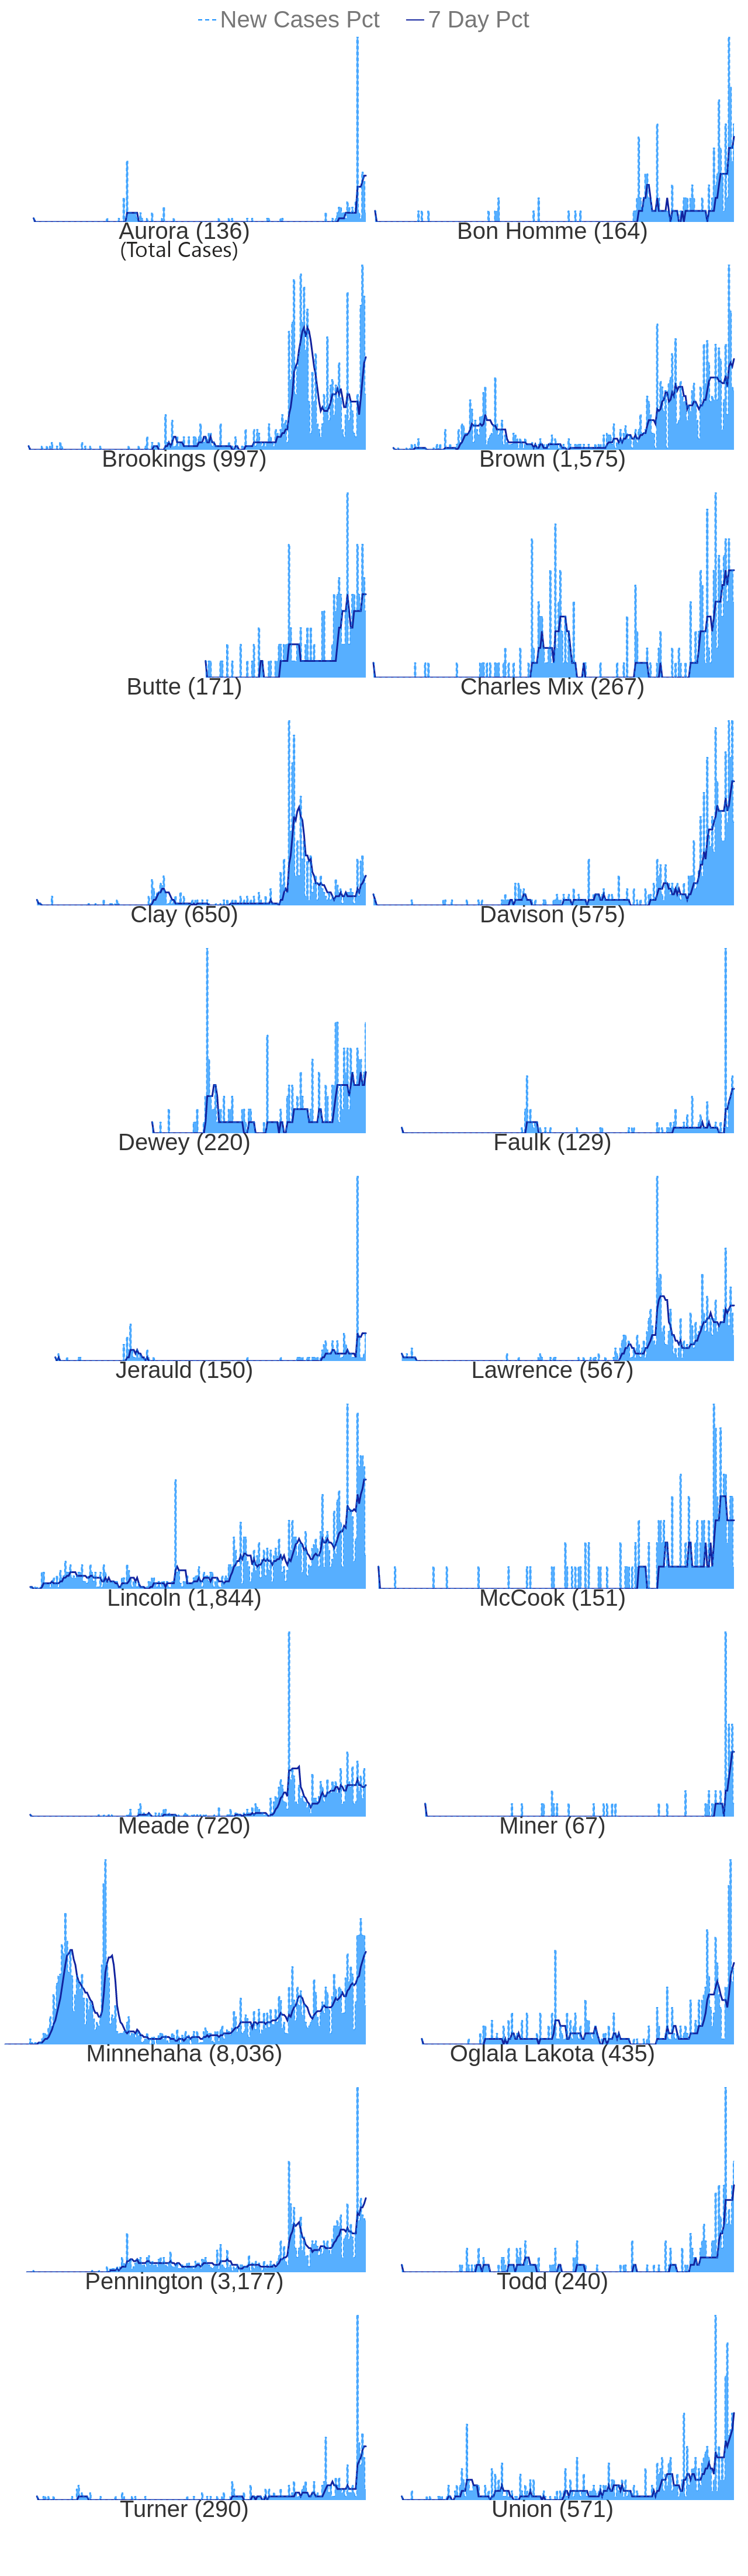 New Cases Pct 7 Day Pct
Aurora (136) Bon Homme (164)
(Total Cases)
Brookings (997) Brown (1,575)
Butte (171) Charles Mix (267)
Clay (650) Davison (575)
Dewey (220) Faulk (129)
Jerauld (150) Lawrence (567)
Lincoln (1,844) McCook (151)
Meade (720) Miner (67)
Minnehaha (8,036) Oglala Lakota (435)
Pennington (3,177) Todd (240)
Turner (290) Union (571)